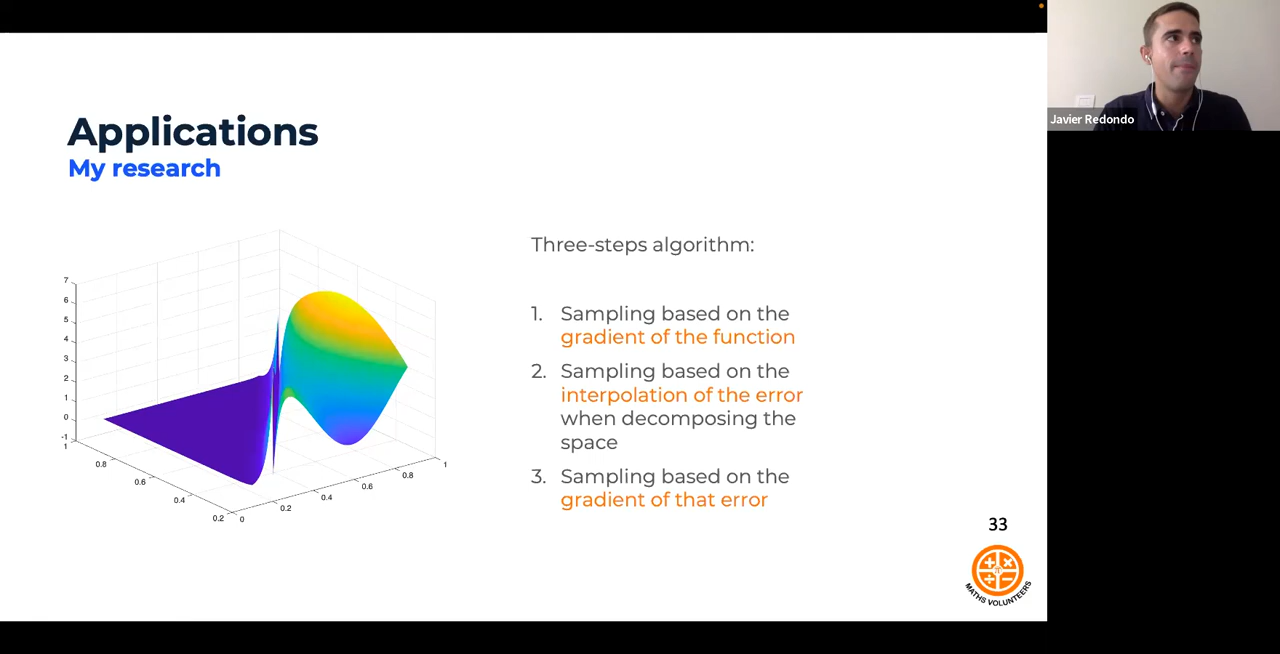 Applications
My research
Three-steps algorithm:
1. Sampling based on the
gradient of the function
2. Sampling based on the
interpolation of the error
when decomposing the
space
3. Sampling based on the
gradient of that error
7
6
5
4
3
2
1
0
-1
1
0.8
0.6
0.4
0.2
0
0.2
0.4
0.6
0.8
1
33
MATHS VOLUNTEERS
Javier Redondo